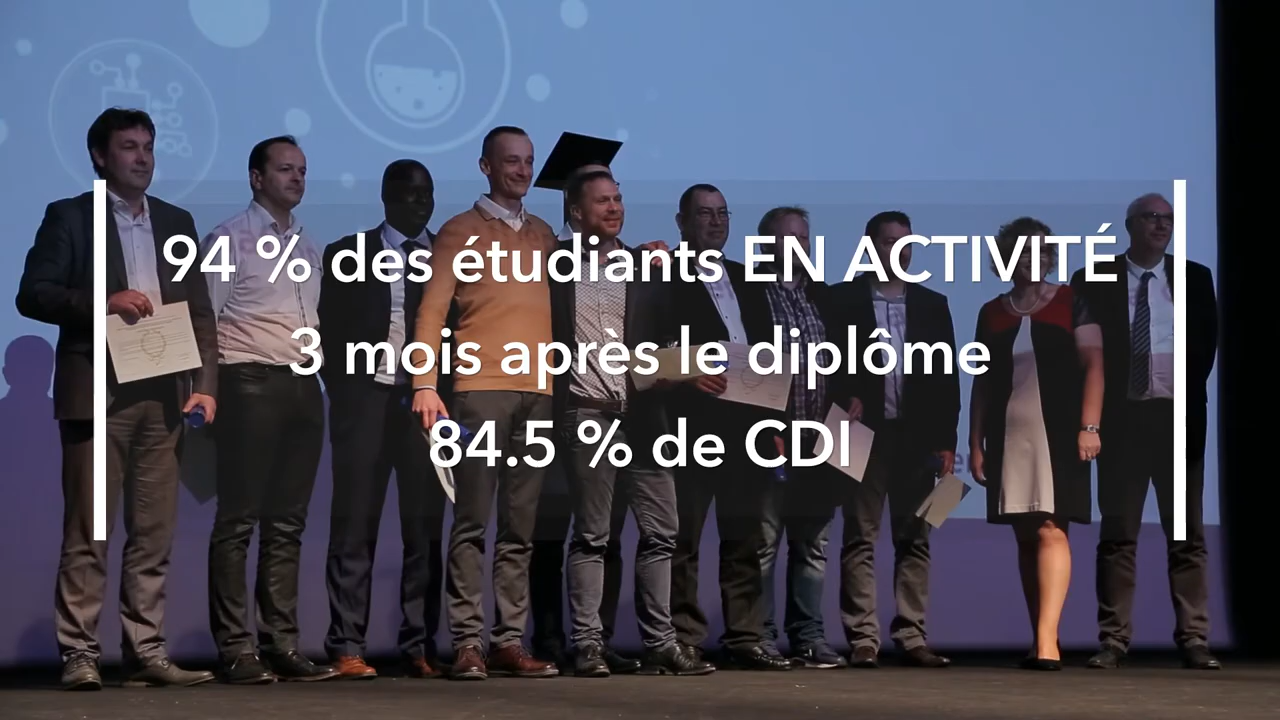 94 % des étudiants EN ACTIVITÉ
3 mois après le diplôme
84.5 % de CDI